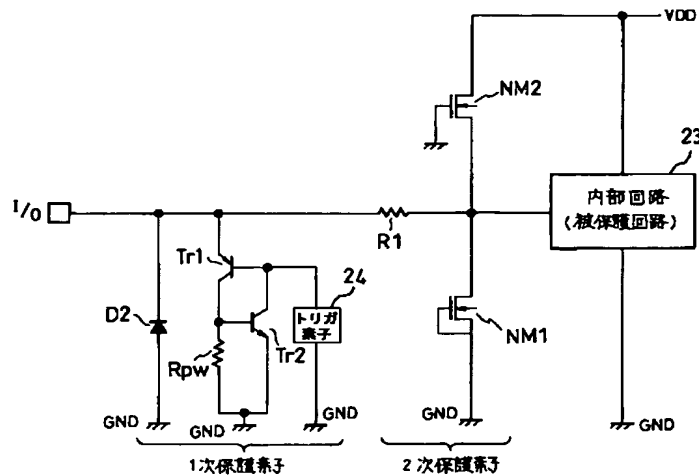 VDD
NM2
23
内部回路
(被保護回路)
I/O
R1
Tr1
24
トリガ
素子
D2
Tr2
Rpw
NM1
GND
GND
GND
GND
GND
1次保護素子
2次保護素子